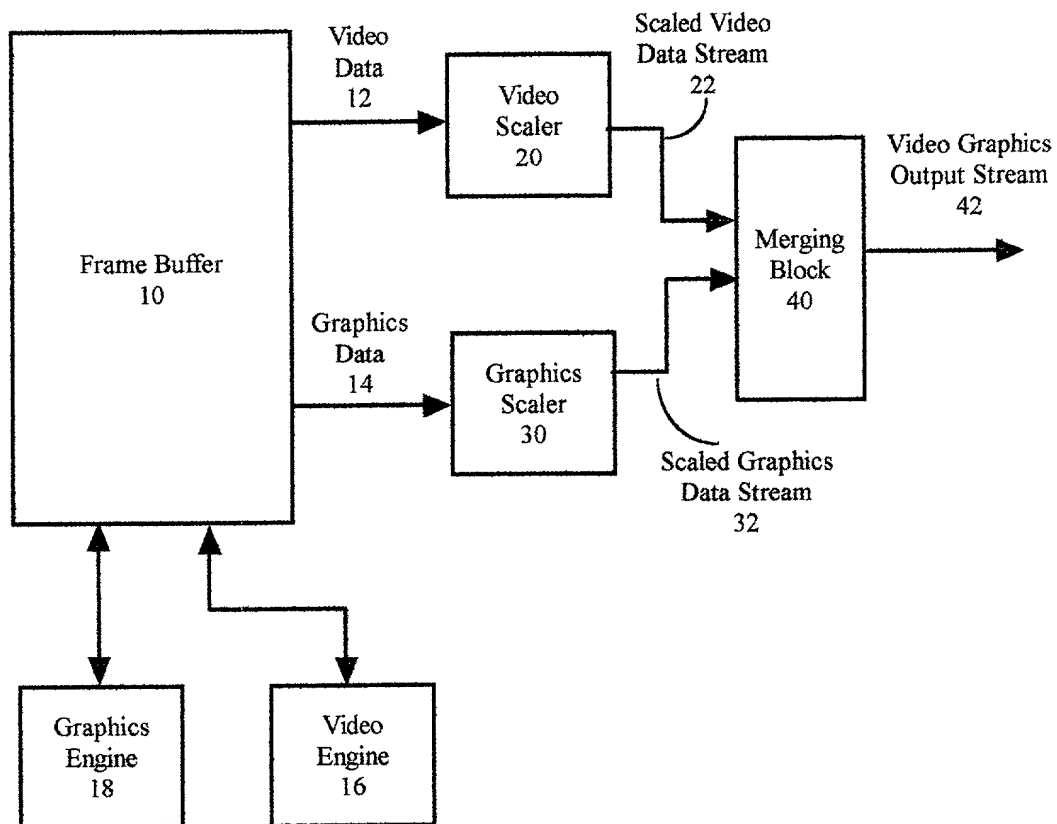 Video
Data
12
Video
Scaler
20
Scaled Video
Data Stream
22
Video Graphics
Output Stream
42
Merging
Block
40
Frame Buffer
10
Graphics
Data
14
Graphics
Scaler
30
Scaled Graphics
Data Stream
32
Graphics
Engine
18
Video
Engine
16